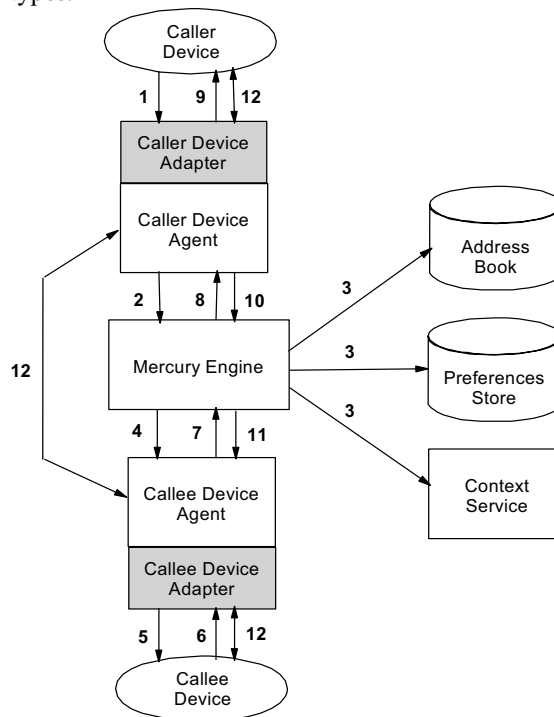 ypes.
Caller
Device
1
9
12
Caller Device
Adapter
Caller Device
Agent
2
8
10
3
Address
Book
12
Mercury Engine
3
Preferences
Store
3
4
7
11
Callee Device
Agent
Context
Service
Callee Device
Adapter
5
6
12
Callee
Device